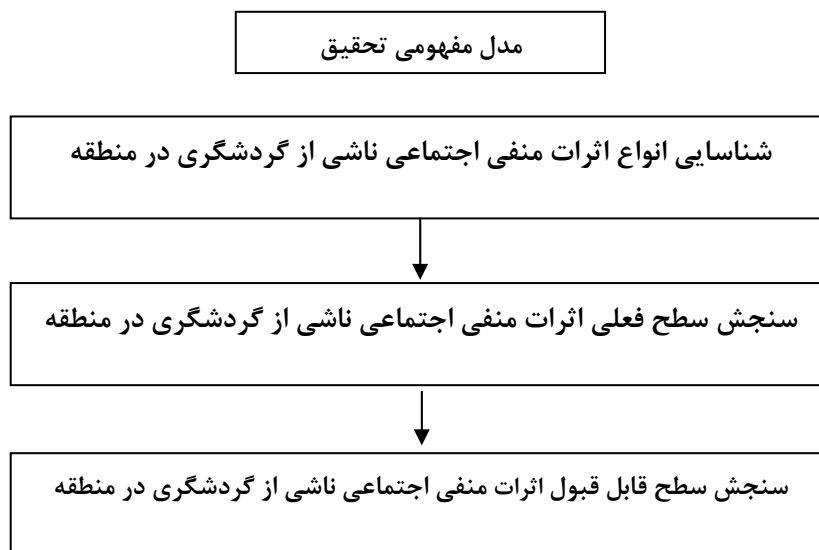 مدل مفهومی تحقیق
شناسایی انواع اثرات منفی اجتماعی ناشی از گردشگری در منطقه
سنجش سطح فعلی اثرات منفی اجتماعی ناشی از گردشگری در منطقه
سنجش سطح قابل قبول اثرات منفی اجتماعی ناشی از گردشگری در منطقه